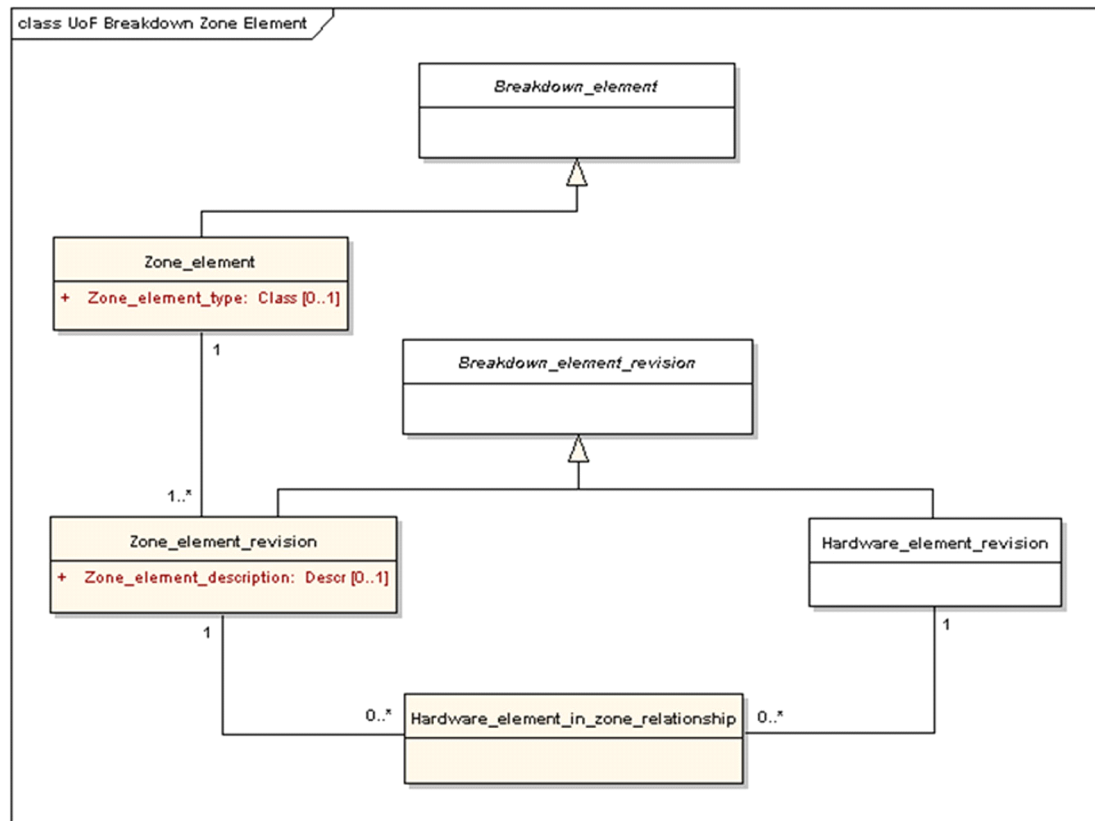 class UoF Breakdown Zone Element
Breakdown_element
Zone_element
+ Zone_element_type: Class [0..1]
1
Breakdown_element_revision
1..*
Zone_element_revision
+ Zone_element_description: Descr [0..1]
Hardware_element_revision
1
1
0..*
Hardware_element_in_zone_relationship
0..*